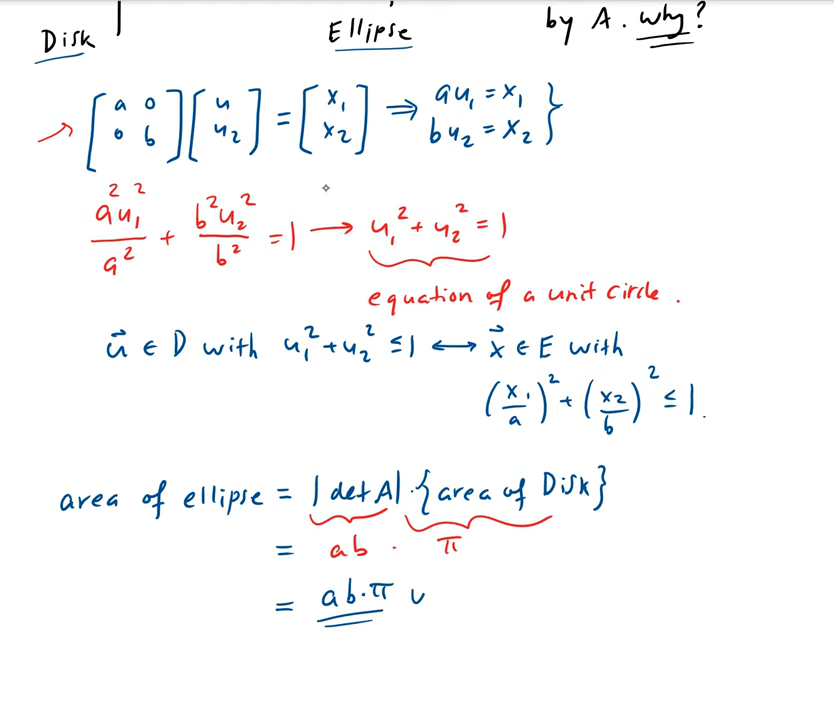 Disk Ellipse by A. why?
[a 0 0 b] [u u₂] = [x₁ x₂] ⇒ au₁ = x₁ bu₂ = x₂ }
a²u₁²/a² + b²u₂²/b² = 1 → u₁² + u₂² = 1
equation of a unit circle.
u⃗ ∈ D with u₁² + u₂² ≤ 1 ↔ x⃗ ∈ E with
(x₁/a)² + (x₂/b)² ≤ 1.
area of ellipse = |det A| · {area of Disk}
= ab · π
= ab·π u